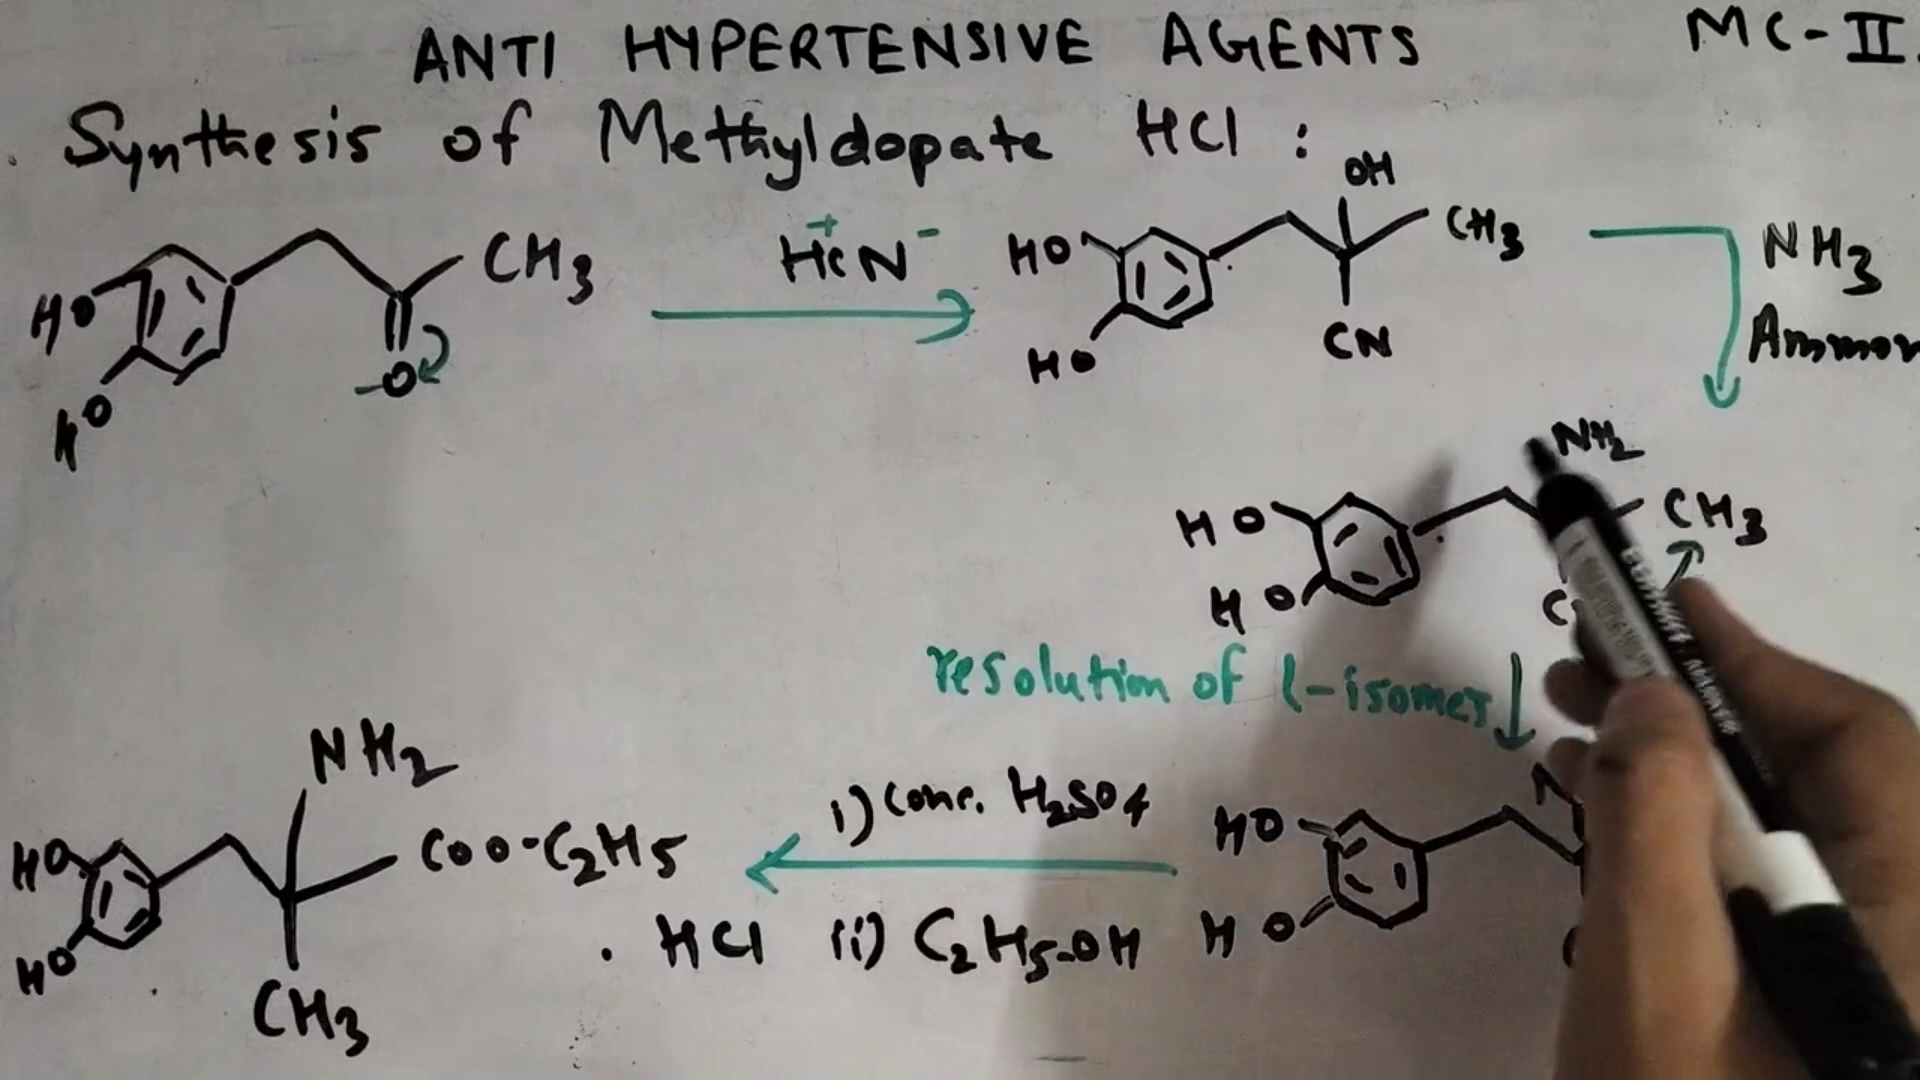 ANTI HYPERTENSIVE AGENTS MC-II.
Synthesis of Methyldopate HCl :
OH
CH3
HO
HO
O
HCN
+
-
HO
HO
CH3
CN
NH3
NH2
HO
HO
CH3
resolution of l-isomer
NH2
HO
HO
COO-C2H5
. HCl
CH3
i) Conc. H2SO4
ii) C2H5-OH
HO
HO